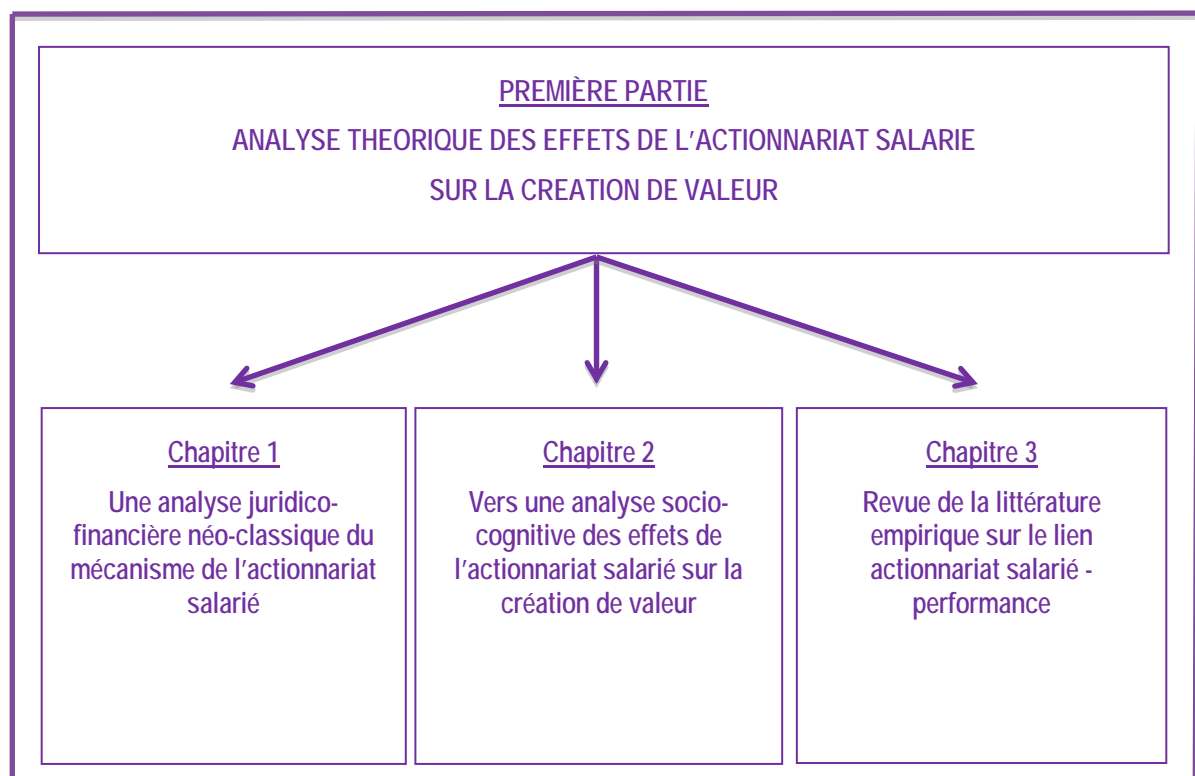 PREMIÈRE PARTIE
ANALYSE THEORIQUE DES EFFETS DE L'ACTIONNARIAT SALARIE
SUR LA CREATION DE VALEUR
Chapitre 1
Une analyse juridico-
financière néo-classique du
mécanisme de l'actionnariat
salarié
Chapitre 2
Vers une analyse socio-
cognitive des effets de
l'actionnariat salarié sur la
création de valeur
Chapitre 3
Revue de la littérature
empirique sur le lien
actionnariat salarié -
performance